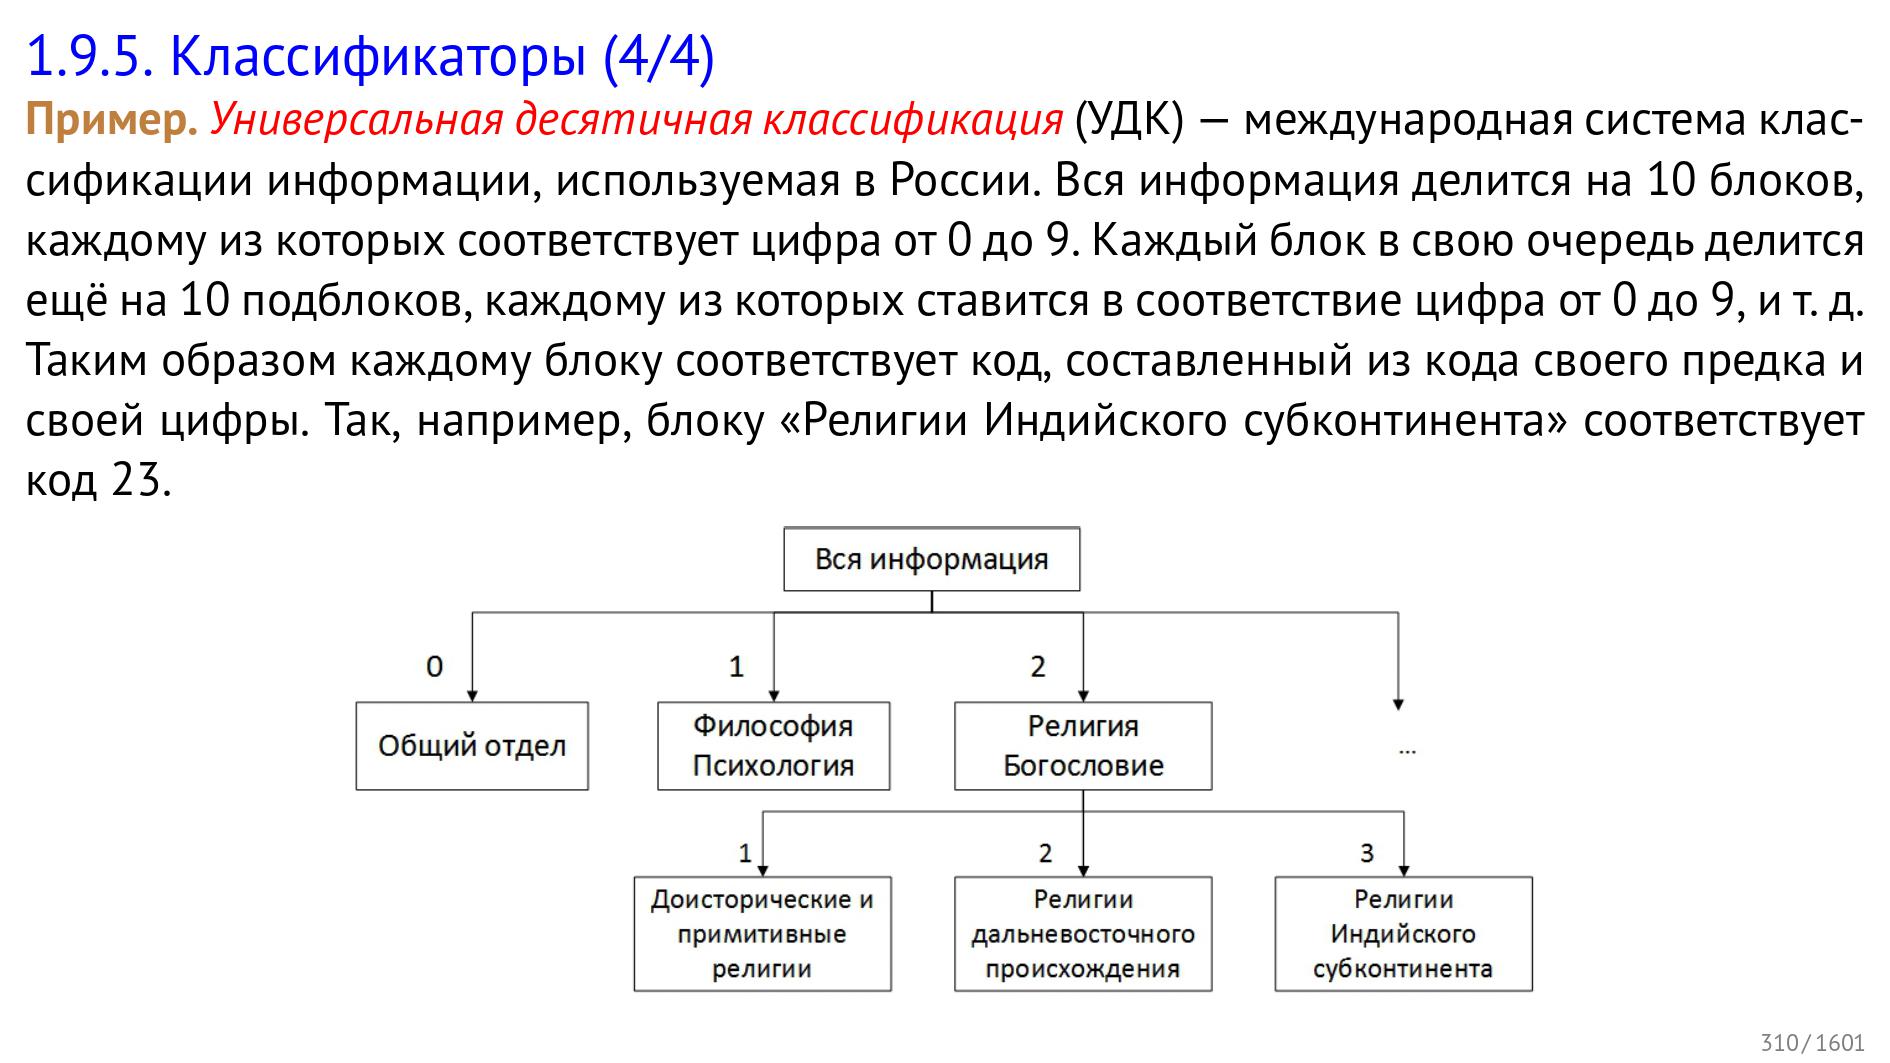 1.9.5. Классификаторы (4/4)
Пример. Универсальная десятичная классификация (УДК) — международная система клас-
сификации информации, используемая в России. Вся информация делится на 10 блоков,
каждому из которых соответствует цифра от 0 до 9. Каждый блок в свою очередь делится
ещё на 10 подблоков, каждому из которых ставится в соответствие цифра от 0 до 9, и т. д.
Таким образом каждому блоку соответствует код, составленный из кода своего предка и
своей цифры. Так, например, блоку «Религии Индийского субконтинента» соответствует
код 23.
Вся информация
0
1
2
Общий отдел
Философия
Психология
Религия
Богословие
...
1
2
3
Доисторические и
примитивные
религии
Религии
дальневосточного
происхождения
Религии
Индийского
субконтинента
310 / 1601